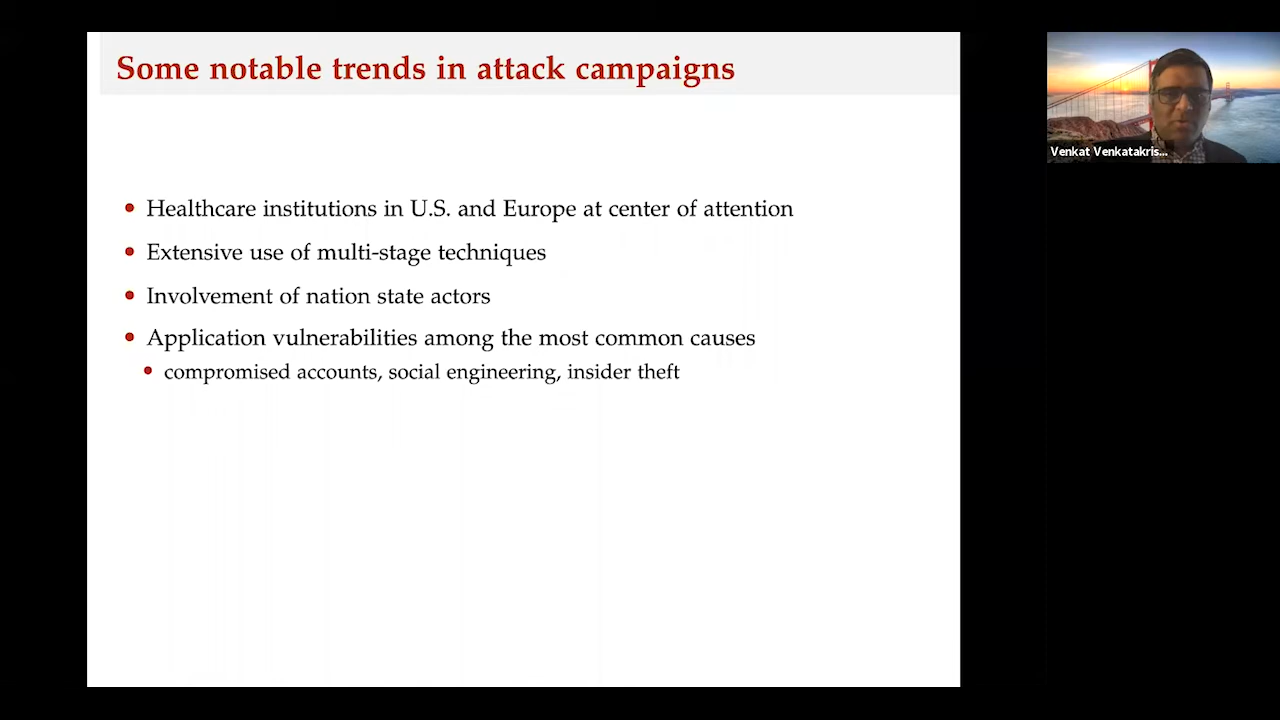 Some notable trends in attack campaigns
Venkat Venkatakris...
• Healthcare institutions in U.S. and Europe at center of attention
• Extensive use of multi-stage techniques
• Involvement of nation state actors
• Application vulnerabilities among the most common causes
• compromised accounts, social engineering, insider theft